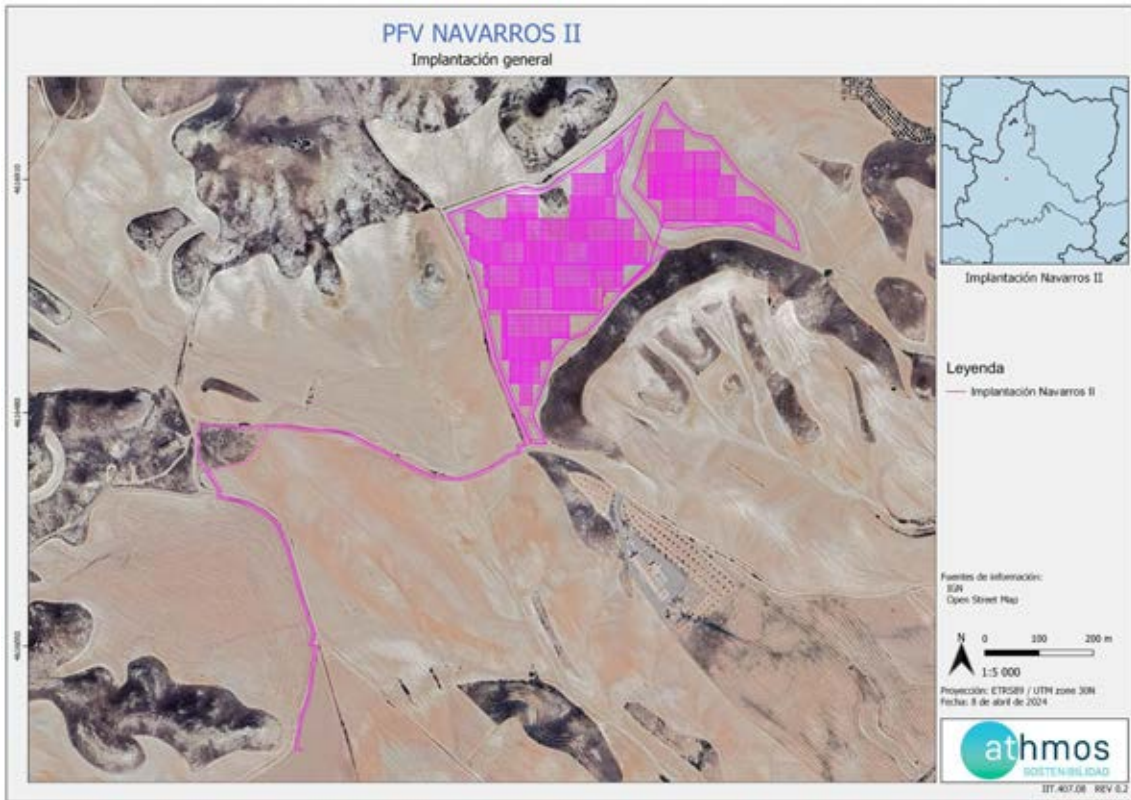 PFV NAVARROS II
Implantación general
Implantación Navarros II
Leyenda
Implantación Navarros II
Fuentes de información:
IGN
Open Street Map
N
0 100 200 m
1:5 000
Proyección: ETRS89 / UTM zone 30N
Fecha: 8 de abril de 2024
athmos
SOSTENIBILIDAD
IIT.407.08 REV 0.2